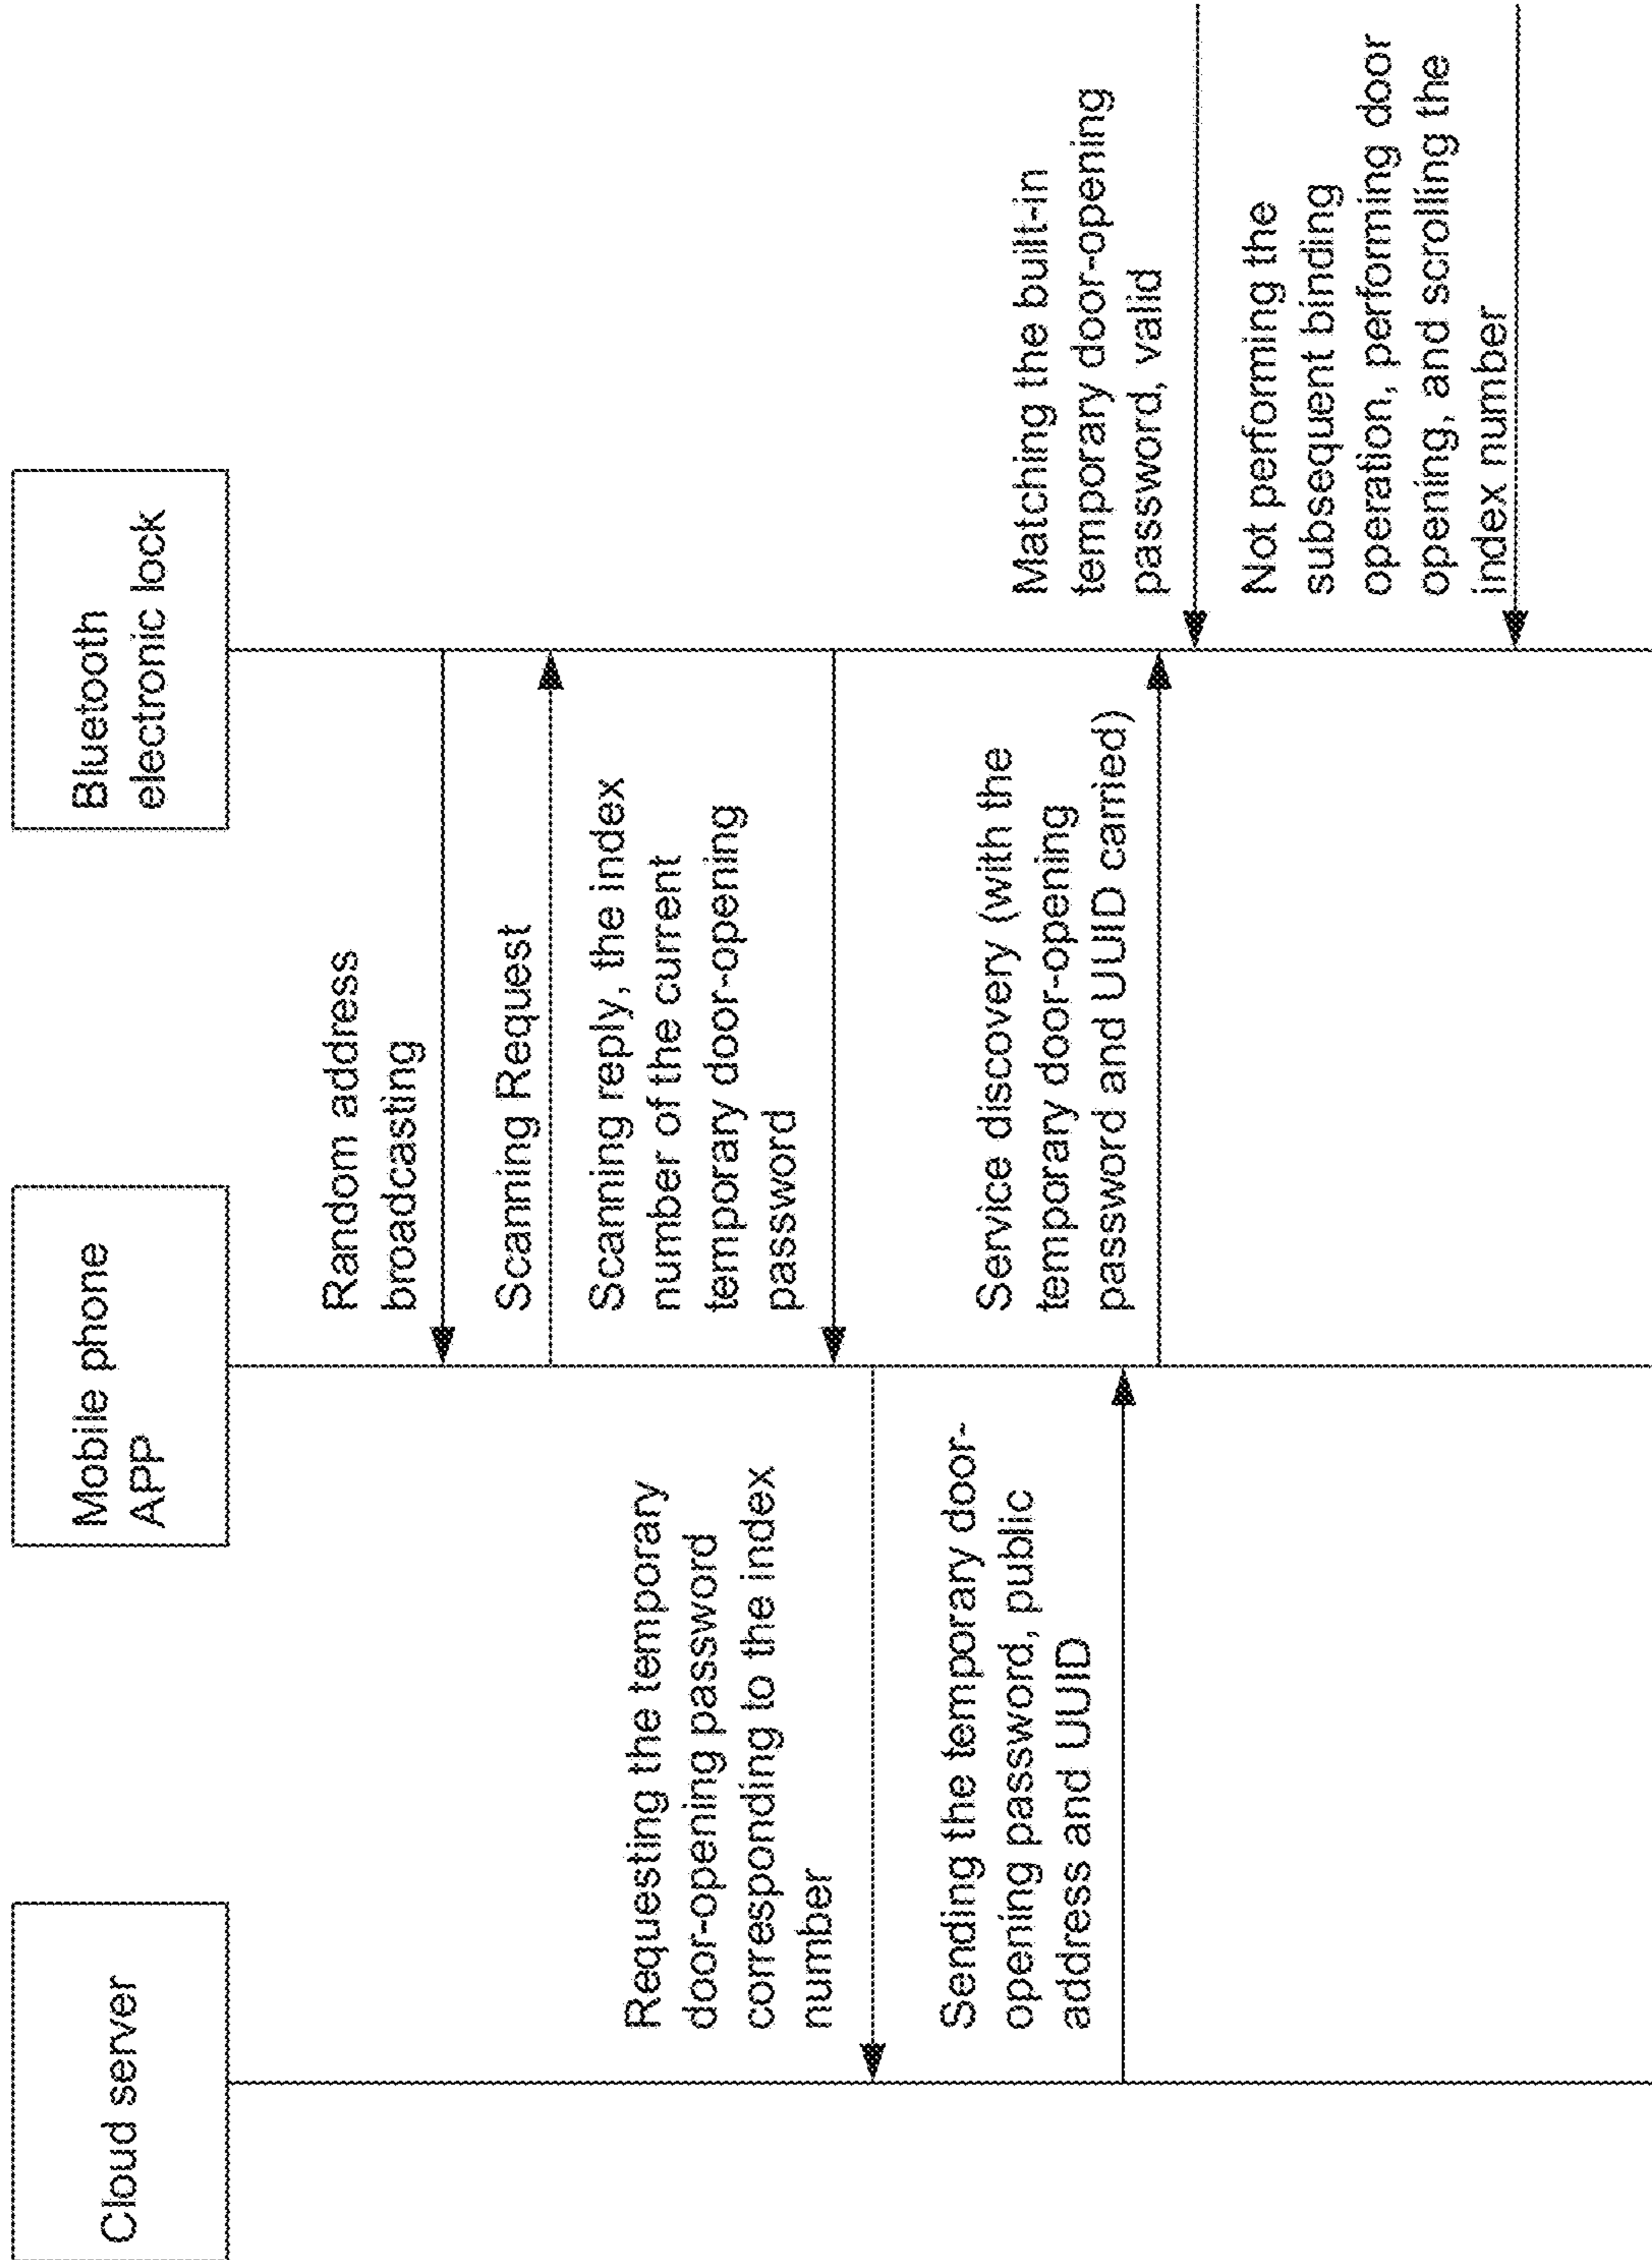 Cloud server
Mobile phone
APP
Bluetooth
electronic lock
Random address
broadcasting
Scanning Request
Scanning reply, the index
number of the current
temporary door-opening
password
Requesting the temporary
door-opening password
corresponding to the index
number
Sending the temporary door-
opening password, public
address and UUID
Service discovery (with the
temporary door-opening
password and UUID carried)
Matching the built-in
temporary door-opening
password, valid
Not performing the
subsequent binding
operation, performing door
opening, and scrolling the
index number